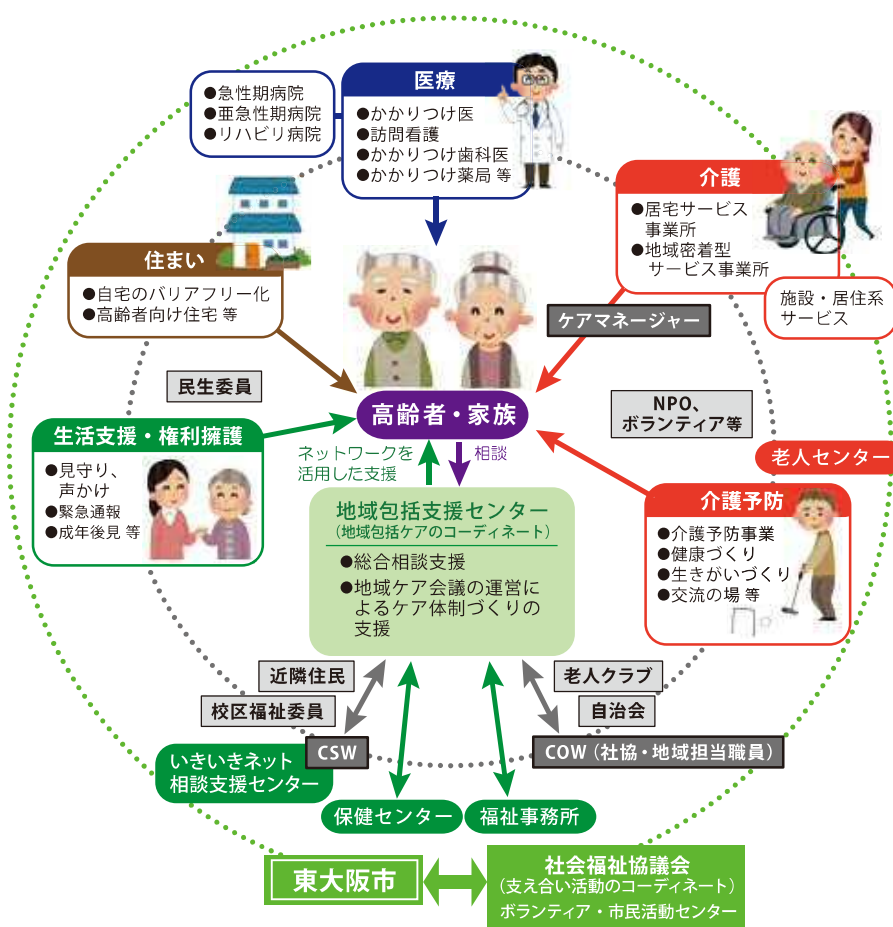 医療
●急性期病院
●亜急性期病院
●リハビリ病院
●かかりつけ医
●訪問看護
●かかりつけ歯科医
●かかりつけ薬局 等
介護
●居宅サービス
事業所
●地域密着型
サービス事業所
施設・居住系
サービス
住まい
●自宅のバリアフリー化
●高齢者向け住宅 等
ケアマネージャー
民生委員
高齢者・家族
NPO、
ボランティア等
生活支援・権利擁護
●見守り、
声かけ
●緊急通報
●成年後見 等
ネットワークを
活用した支援
相談
老人センター
介護予防
●介護予防事業
●健康づくり
●生きがいづくり
●交流の場 等
地域包括支援センター
（地域包括ケアのコーディネート）
●総合相談支援
●地域ケア会議の運営に
よるケア体制づくりの
支援
近隣住民
校区福祉委員
CSW
老人クラブ
自治会
COW（社協・地域担当職員）
いきいきネット
相談支援センター
保健センター
福祉事務所
東大阪市
社会福祉協議会
（支え合い活動のコーディネート）
ボランティア・市民活動センター